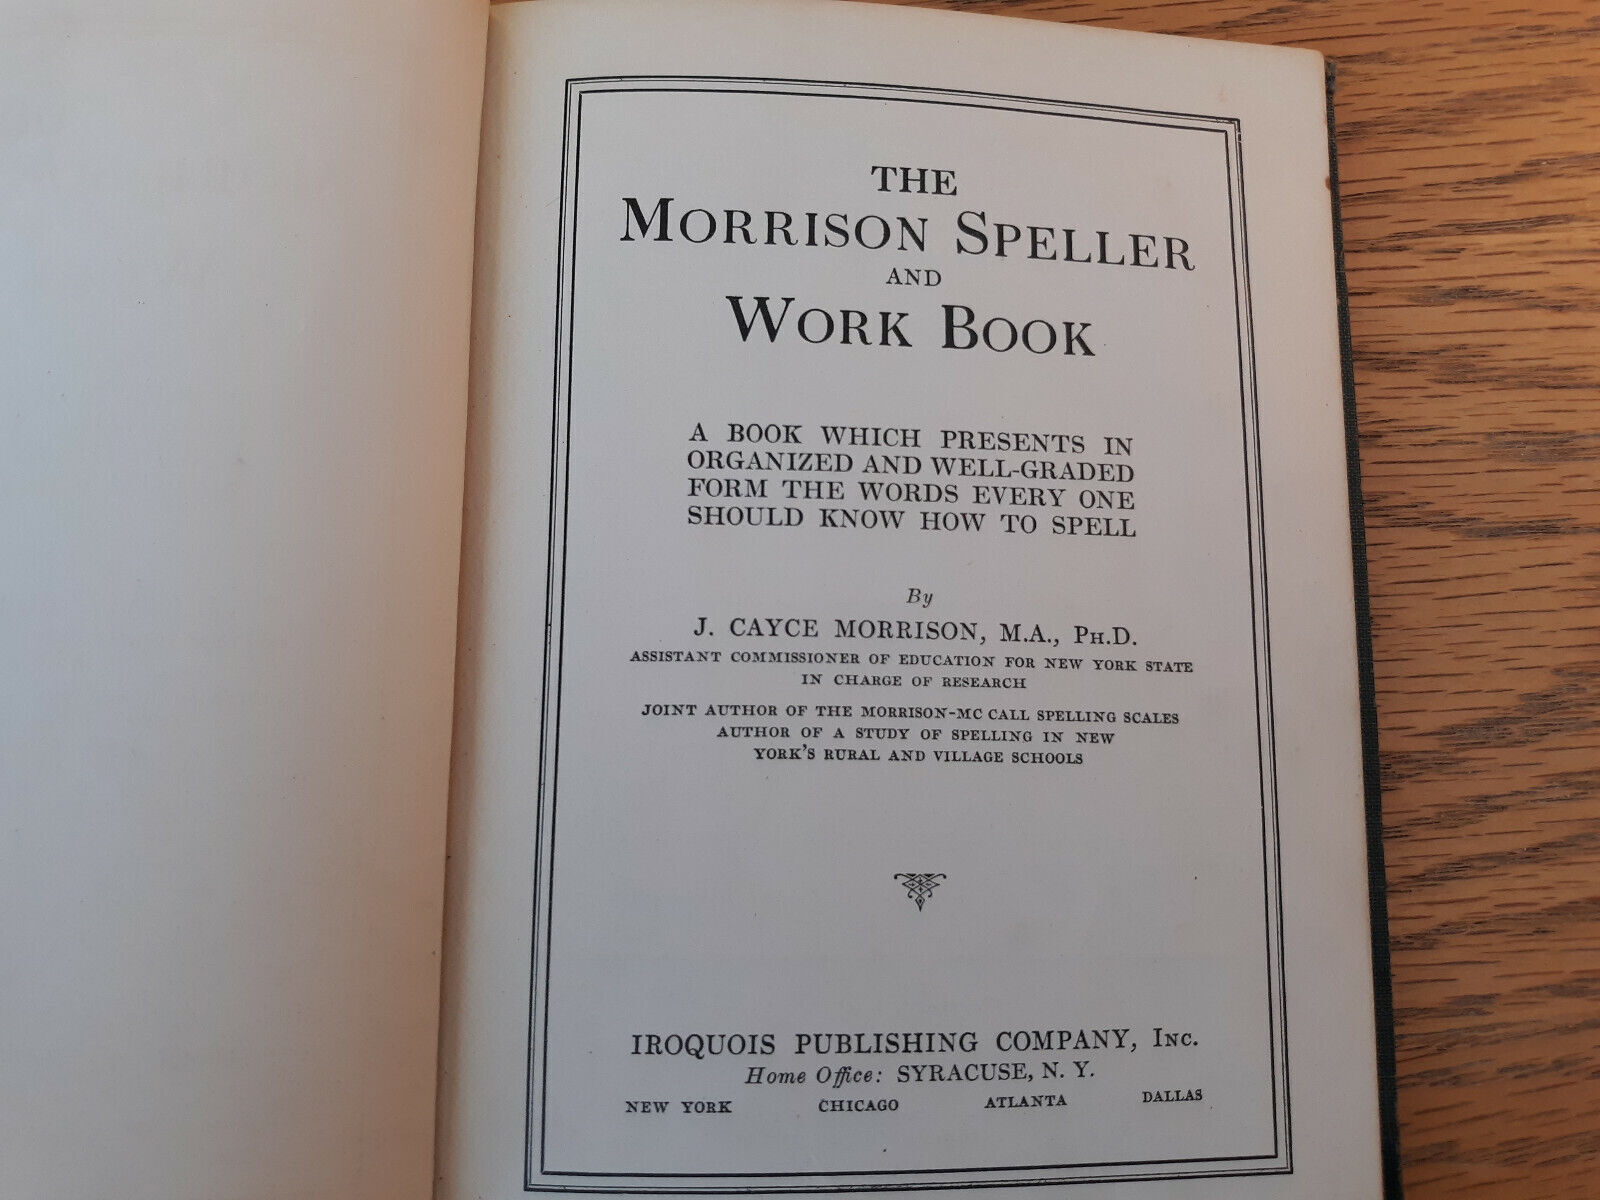 THE
MORRISON SPELLER
AND
WORK BOOK
A BOOK WHICH PRESENTS IN
ORGANIZED AND WELL-GRADED
FORM THE WORDS EVERY ONE
SHOULD KNOW HOW TO SPELL
By
J. CAYCE MORRISON, M.A., PH.D.
ASSISTANT COMMISSIONER OF EDUCATION FOR NEW YORK STATE
IN CHARGE OF RESEARCH
JOINT AUTHOR OF THE MORRISON-MC CALL SPELLING SCALES
AUTHOR OF A STUDY OF SPELLING IN NEW
YORK'S RURAL AND VILLAGE SCHOOLS
IROQUOIS PUBLISHING COMPANY, INC.
Home Office: SYRACUSE, N. Y.
NEW YORK CHICAGO ATLANTA DALLAS